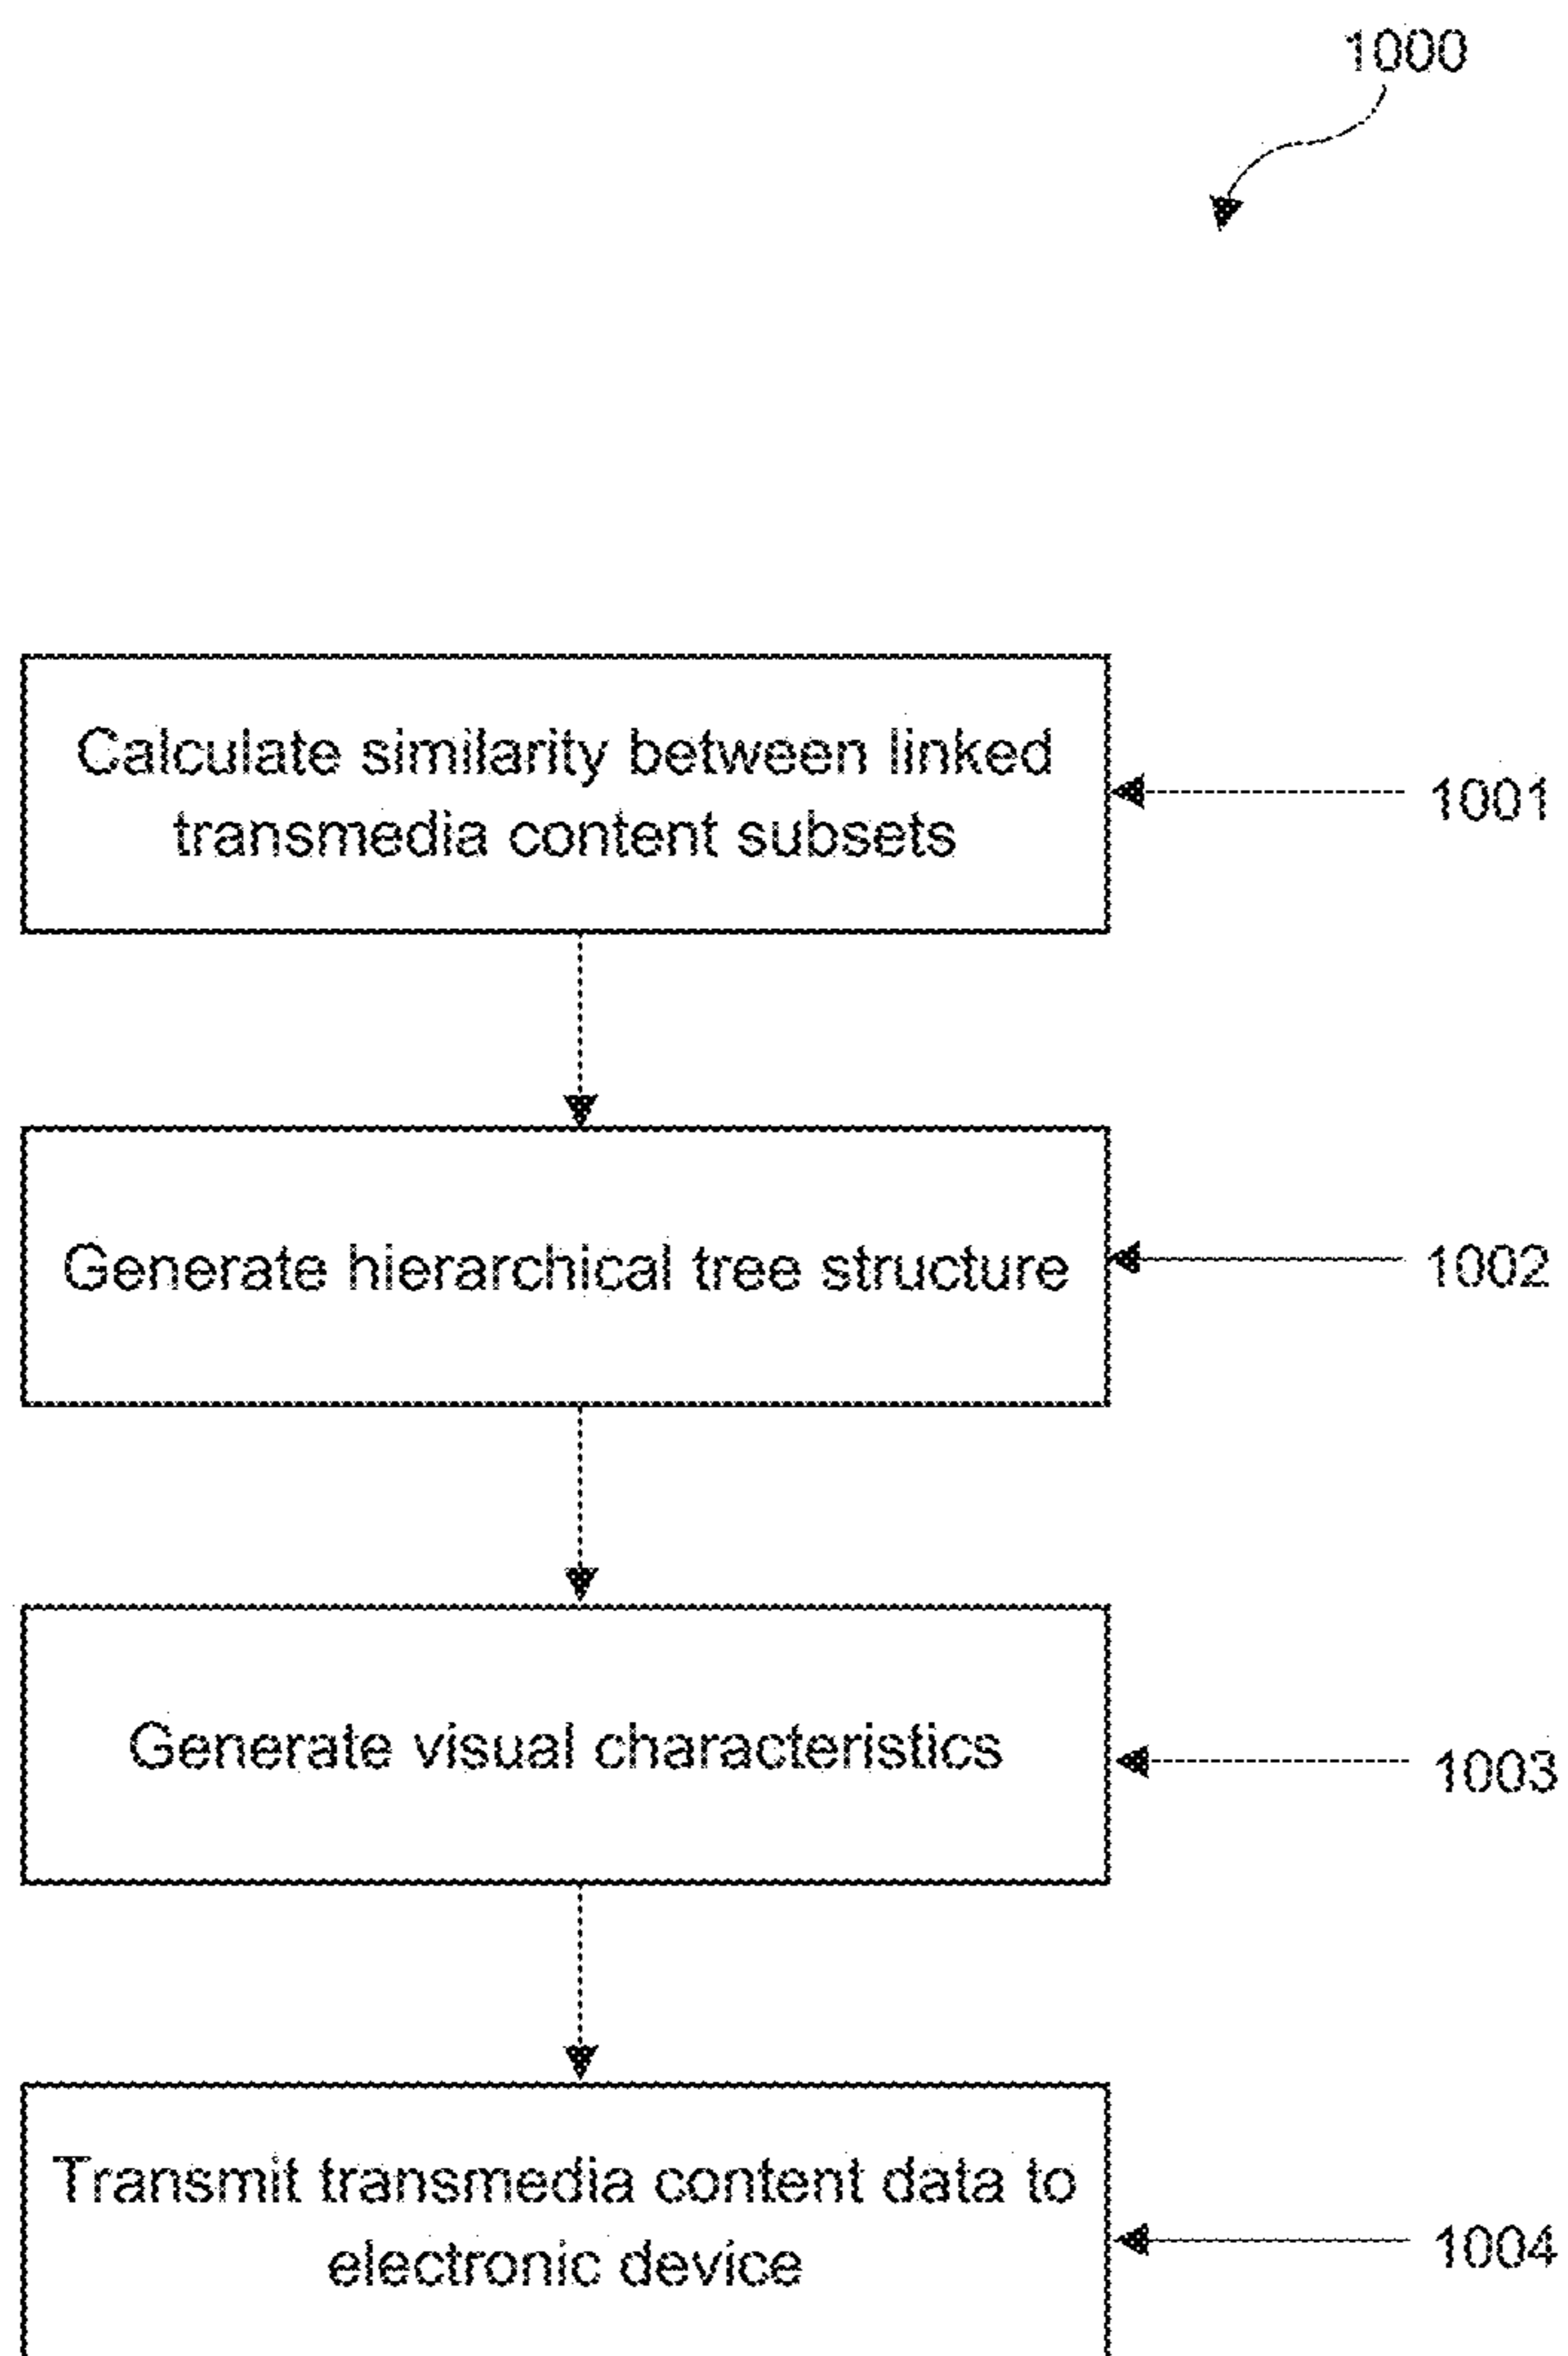 1000
Calculate similarity between linked
transmedia content subsets
1001
Generate hierarchical tree structure
1002
Generate visual characteristics
1003
Transmit transmedia content data to
electronic device
1004